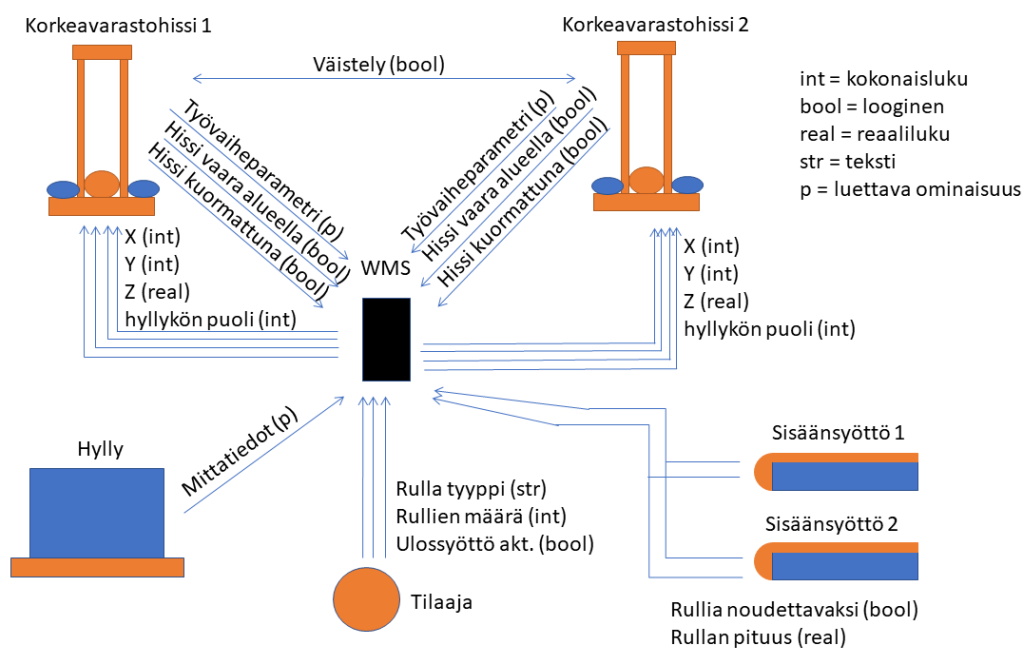 Korkeavarastohissi 1
Korkeavarastohissi 2
Väistely (bool)
int = kokonaisluku
bool = looginen
real = reaaliluku
str = teksti
p = luettava ominaisuus
Työvaiheparametri (p)
Hissi vaara alueella (bool)
Hissi kuormattuna (bool)
Työvaiheparametri (p)
Hissi vaara alueella (bool)
Hissi kuormattuna (bool)
X (int)
Y (int)
Z (real)
hyllykön puoli (int)
WMS
X (int)
Y (int)
Z (real)
hyllykön puoli (int)
Hylly
Mittatiedot (p)
Rulla tyyppi (str)
Rullien määrä (int)
Ulossyöttö akt. (bool)
Tilaaja
Sisäänsyöttö 1
Sisäänsyöttö 2
Rullia noudettavaksi (bool)
Rullan pituus (real)